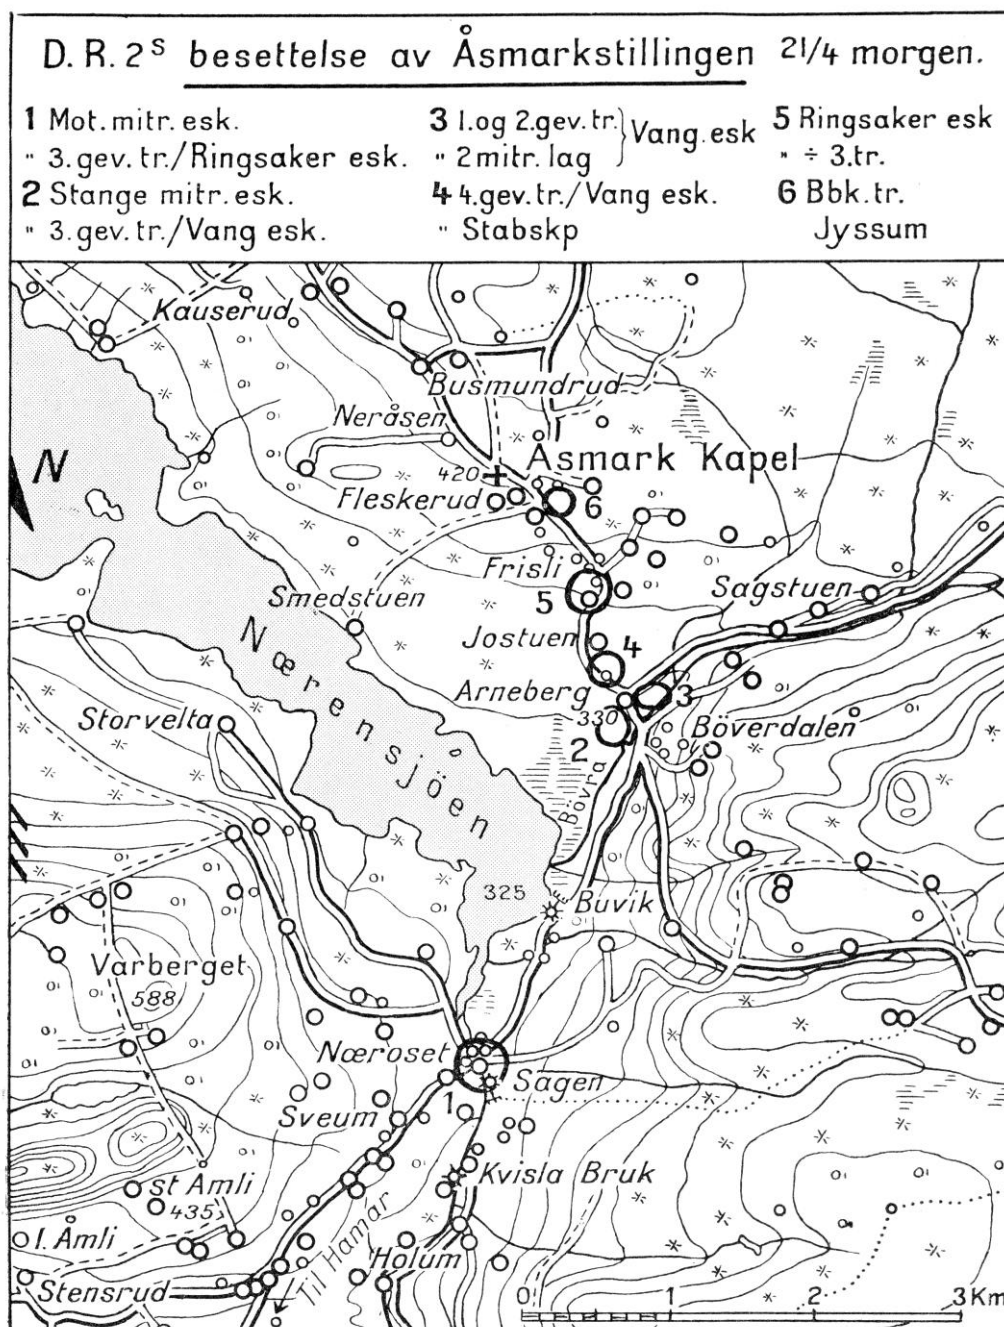 D. R. 2ˢ besettelse av Åsmarkstillingen 21/4 morgen.
1 Mot. mitr. esk.
" 3. gev. tr./Ringsaker esk.
2 Stange mitr. esk.
" 3. gev. tr./Vang esk.
3 1. og 2. gev. tr. } Vang. esk
" 2 mitr. lag
4 4. gev. tr./Vang esk.
" Stabskp
5 Ringsaker esk
" ÷ 3. tr.
6 Bbk. tr.
Jyssum
Kauserud
Busmundrud
Neråsen
N
Åsmark Kapel
420
Fleskerud
6
Frisli
Sagstuen
5
Smedstuen
Jostuen
4
Arneberg
3
330
Storvelta
Nærensjöen
2
Böverdalen
Bövra
325
Buvik
Varberget
588
Næroset
Sagen
1
Sveum
Kvisla Bruk
st Åmli
435
l. Åmli
Til Hamar
Holum
Stensrud
0 1 2 3 Km